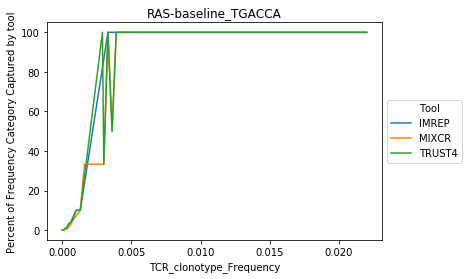 RAS-baseline_TGACCA
Percent of Frequency Category Captured by tool
100
80
60
40
20
0
0.000
0.005
0.010
0.015
0.020
TCR_clonotype_Frequency
Tool
IMREP
MIXCR
TRUST4